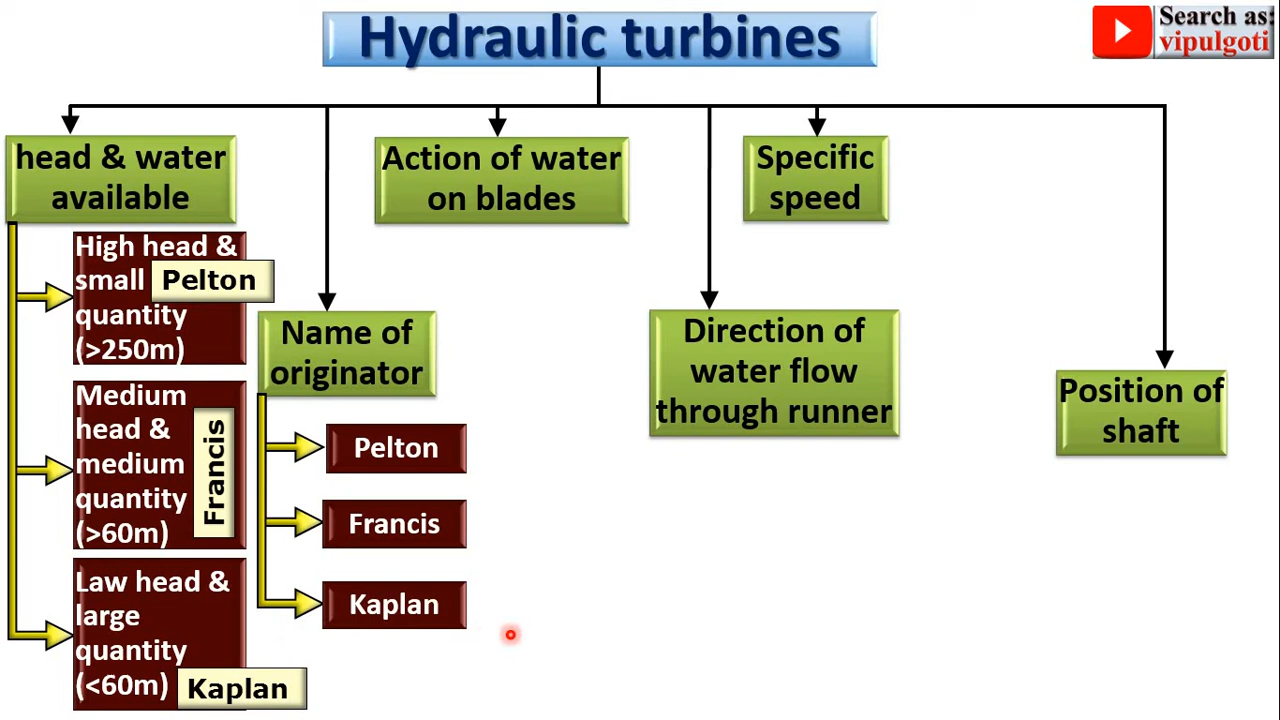 Hydraulic turbines
Search as:
vipulgoti
head & water
available
High head &
small
quantity
(>250m)
Pelton
Medium
head &
medium
quantity
(>60m)
Francis
Law head &
large
quantity
(<60m)
Kaplan
Name of
originator
Pelton
Francis
Kaplan
Action of water
on blades
Direction of
water flow
through runner
Specific
speed
Position of
shaft